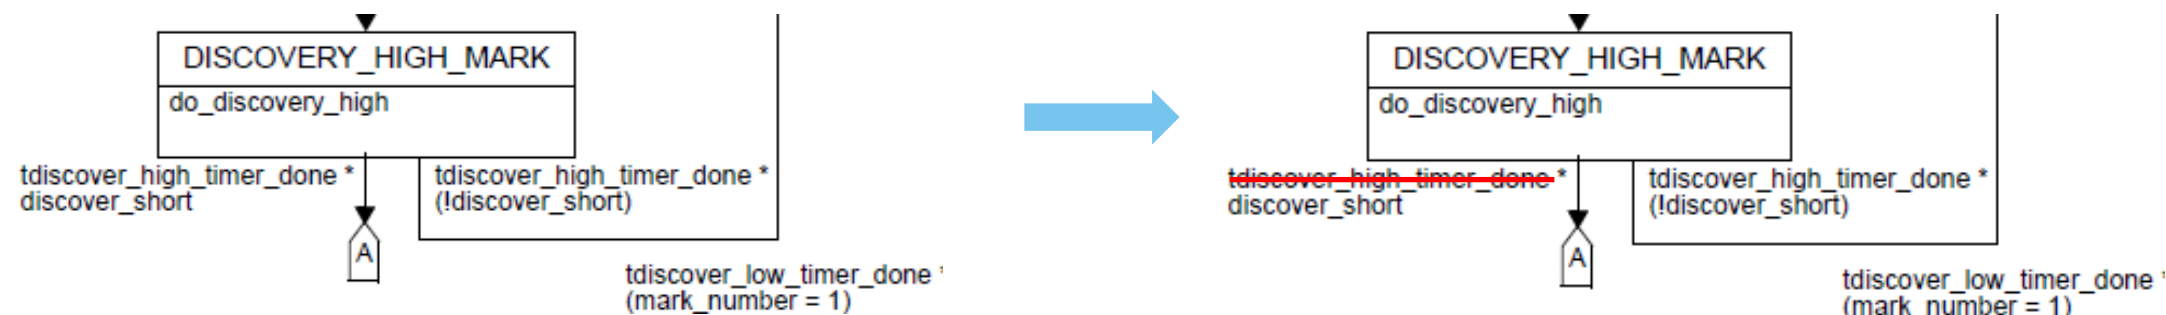 DISCOVERY_HIGH_MARK
do_discovery_high
tdiscover_high_timer_done *
discover_short
tdiscover_high_timer_done *
(!discover_short)
A
tdiscover_low_timer_done *
(mark_number = 1)
DISCOVERY_HIGH_MARK
do_discovery_high
tdiscover_high_timer_done *
discover_short
tdiscover_high_timer_done *
(!discover_short)
A
tdiscover_low_timer_done *
(mark_number = 1)